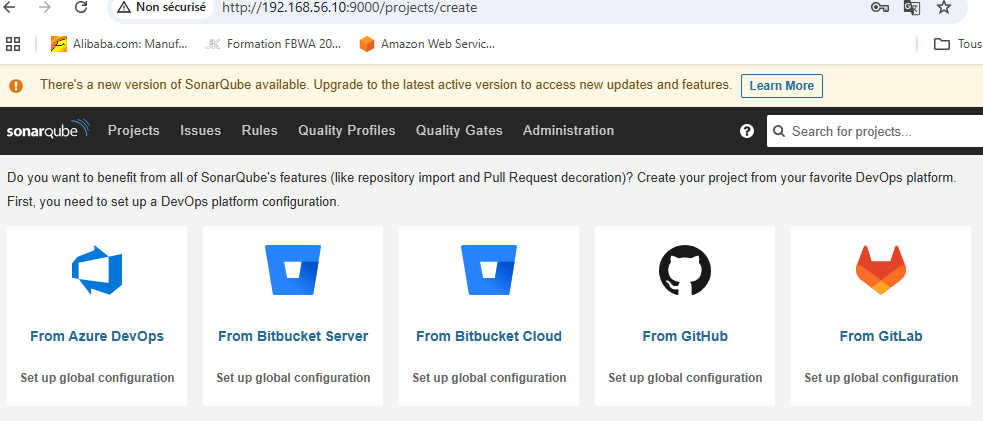 Non sécurisé http://192.168.56.10:9000/projects/create
Alibaba.com: Manuf... Formation FBWA 20... Amazon Web Servic... Tous
There's a new version of SonarQube available. Upgrade to the latest active version to access new updates and features. Learn More
sonarqube Projects Issues Rules Quality Profiles Quality Gates Administration ? Search for projects...
Do you want to benefit from all of SonarQube's features (like repository import and Pull Request decoration)? Create your project from your favorite DevOps platform.
First, you need to set up a DevOps platform configuration.
From Azure DevOps From Bitbucket Server From Bitbucket Cloud From GitHub From GitLab
Set up global configuration Set up global configuration Set up global configuration Set up global configuration Set up global configuration